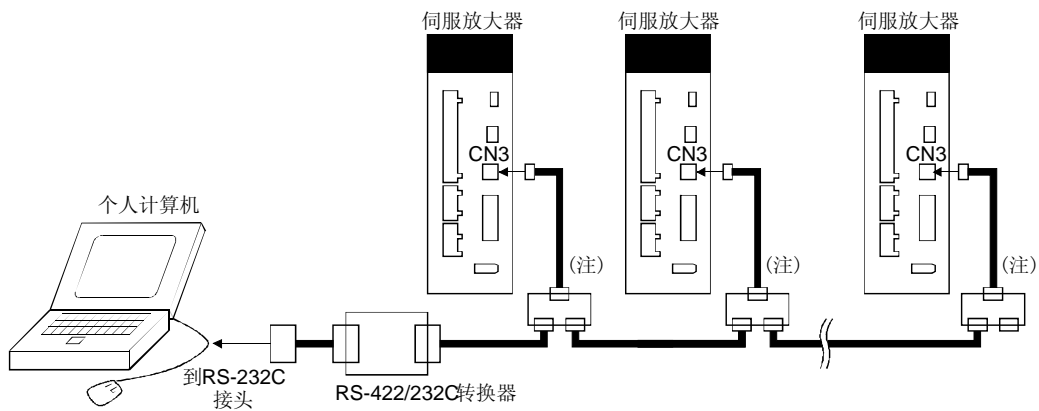 伺服放大器
伺服放大器
伺服放大器
CN3
CN3
CN3
个人计算机
(注)
(注)
(注)
到RS-232C
接头
RS-422/232C转换器